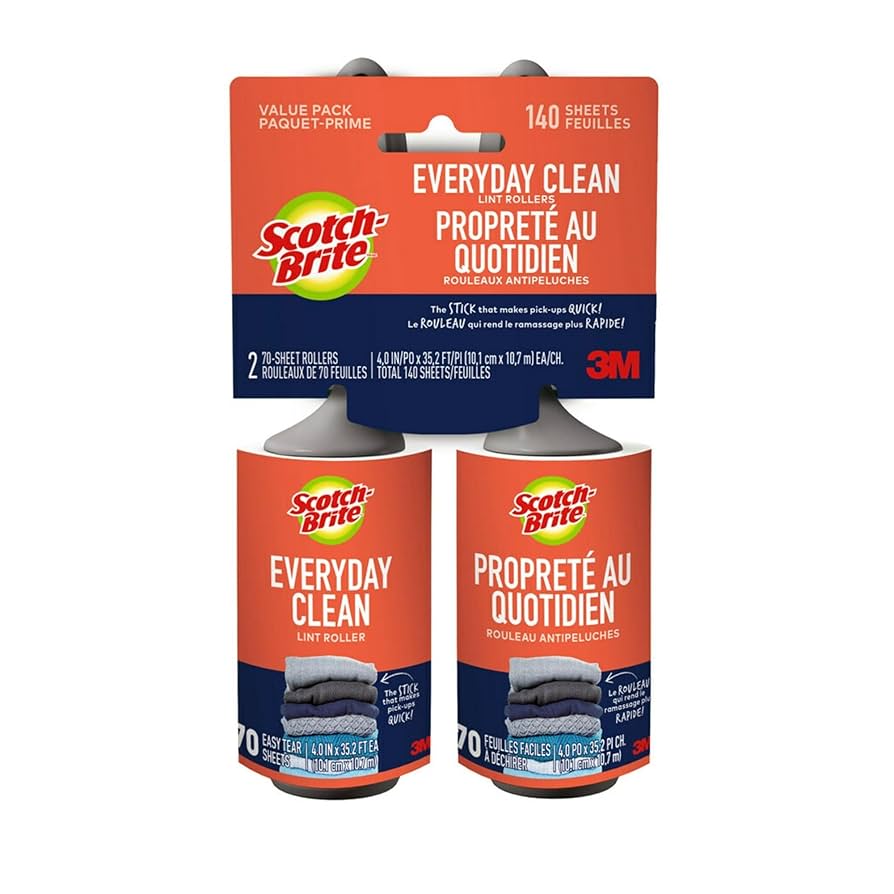 VALUE PACK
PAQUET-PRIME
140 SHEETS
FEUILLES
EVERYDAY CLEAN
LINT ROLLERS
PROPRETÉ AU
QUOTIDIEN
ROULEAUX ANTIPELUCHES
Scotch-
Brite
The STICK that makes pick-ups QUICK!
Le ROULEAU qui rend le ramassage plus RAPIDE!
2 70-SHEET ROLLERS
ROULEAUX DE 70 FEUILLES
4,0 IN/PO x 35,2 FT/PI (10,1 cm x 10,7 m) EA/CH.
TOTAL 140 SHEETS/FEUILLES
3M
Scotch-
Brite
EVERYDAY
CLEAN
LINT ROLLER
The STICK
that makes
pick-ups
QUICK!
70 EASY TEAR
SHEETS
4.0 IN x 35.2 FT EA
(10,1 cm x 10,7 m)
3M
Scotch-
Brite
PROPRETÉ AU
QUOTIDIEN
ROULEAU ANTIPELUCHES
Le ROULEAU
qui rend le
ramassage plus
RAPIDE!
70 FEUILLES FACILES
À DÉCHIRER
4,0 PO x 35,2 PI CH.
(10,1 cm x 10,7 m)
3M